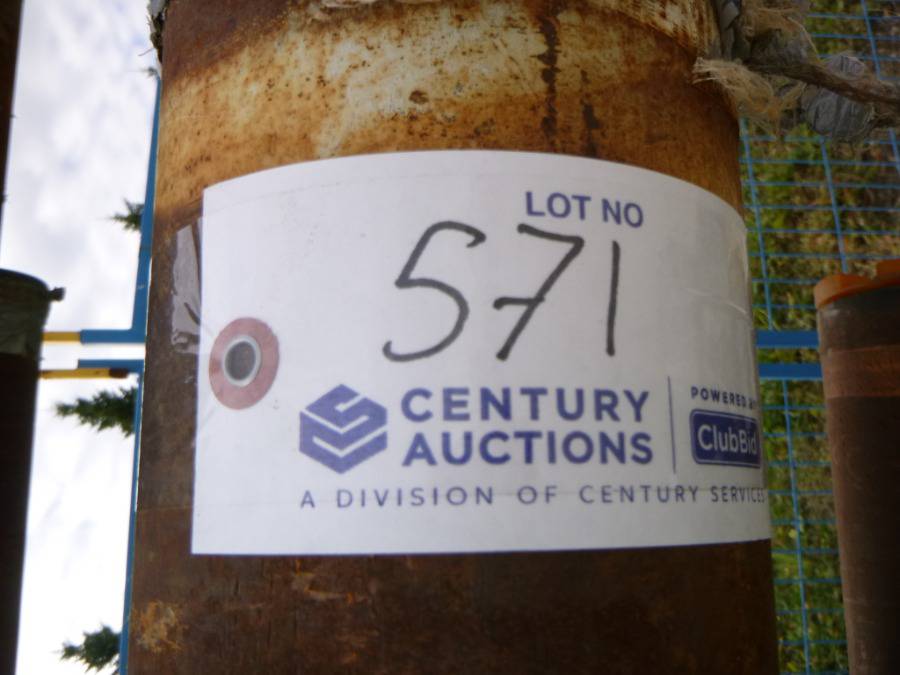 LOT NO
571
CENTURY
AUCTIONS
POWERED BY
ClubBid
A DIVISION OF CENTURY SERVICES